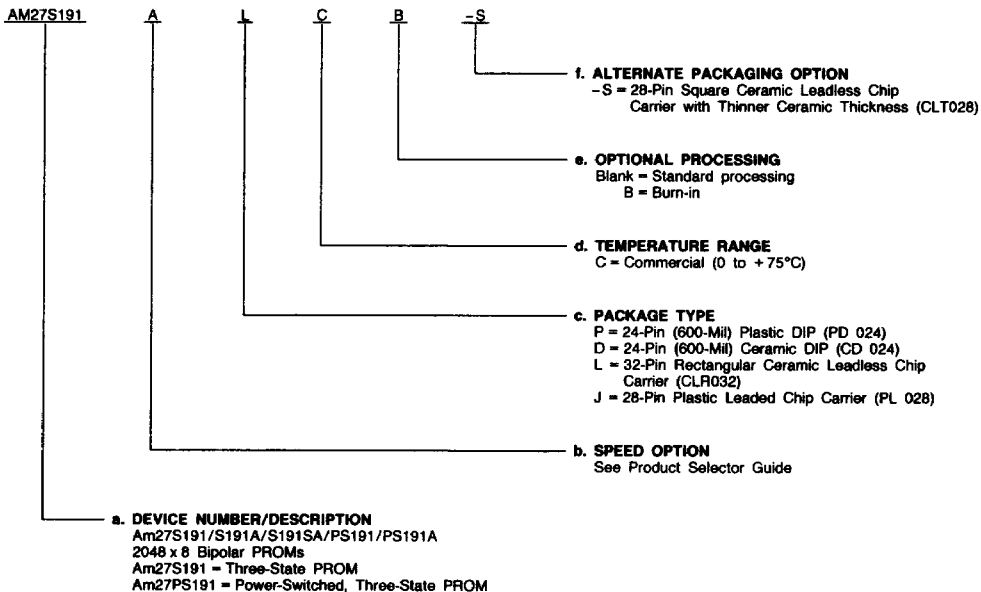 AM27S191 A L C B -S
f. ALTERNATE PACKAGING OPTION
-S = 28-Pin Square Ceramic Leadless Chip
Carrier with Thinner Ceramic Thickness (CLT028)
e. OPTIONAL PROCESSING
Blank = Standard processing
B = Burn-in
d. TEMPERATURE RANGE
C = Commercial (0 to +75°C)
c. PACKAGE TYPE
P = 24-Pin (600-Mil) Plastic DIP (PD 024)
D = 24-Pin (600-Mil) Ceramic DIP (CD 024)
L = 32-Pin Rectangular Ceramic Leadless Chip
Carrier (CLR032)
J = 28-Pin Plastic Leaded Chip Carrier (PL 028)
b. SPEED OPTION
See Product Selector Guide
a. DEVICE NUMBER/DESCRIPTION
Am27S191/S191A/S191SA/PS191/PS191A
2048 x 8 Bipolar PROMs
Am27S191 = Three-State PROM
Am27PS191 = Power-Switched, Three-State PROM